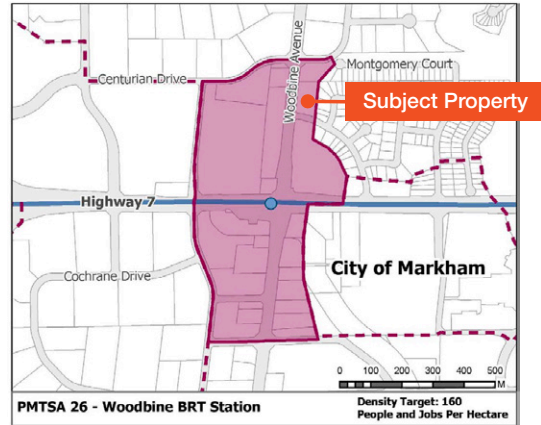 Woodbine Avenue
Montgomery Court
Centurian Drive
Subject Property
Highway 7
Cochrane Drive
City of Markham
0 100 200 300 400 500
M
PMTSA 26 - Woodbine BRT Station
Density Target: 160
People and Jobs Per Hectare